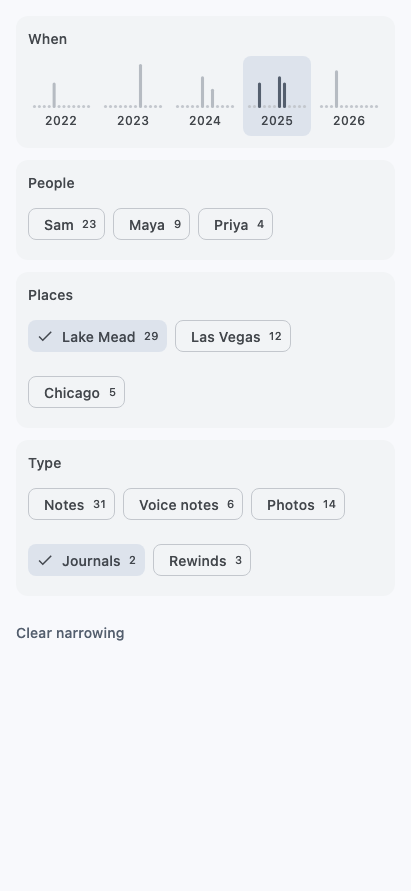 When
2022 2023 2024 2025 2026
People
Sam 23 Maya 9 Priya 4
Places
Lake Mead 29 Las Vegas 12
Chicago 5
Type
Notes 31 Voice notes 6 Photos 14
Journals 2 Rewinds 3
Clear narrowing